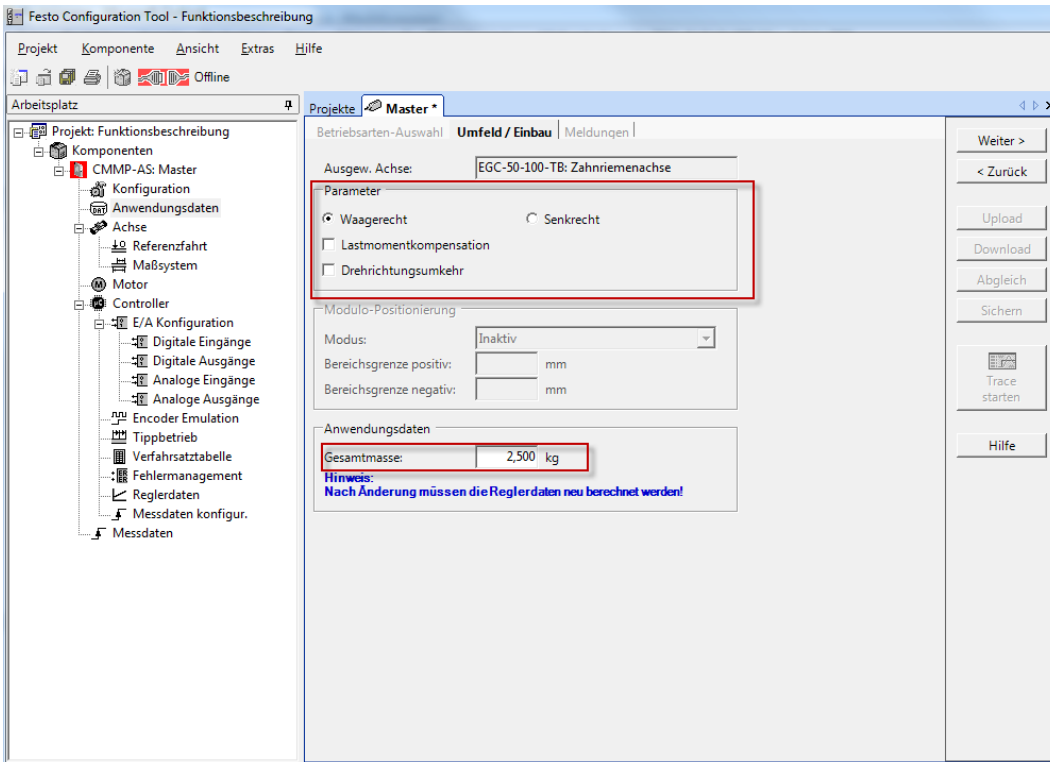 Festo Configuration Tool - Funktionsbeschreibung
Projekt Komponente Ansicht Extras Hilfe
Offline
Arbeitsplatz
Projekt: Funktionsbeschreibung
Komponenten
CMMP-AS: Master
Konfiguration
Anwendungsdaten
Achse
Referenzfahrt
Maßsystem
Motor
Controller
E/A Konfiguration
Digitale Eingänge
Digitale Ausgänge
Analoge Eingänge
Analoge Ausgänge
Encoder Emulation
Tippbetrieb
Verfahrsatztabelle
Fehlermanagement
Reglerdaten
Messdaten konfigur.
Messdaten
Projekte Master *
Betriebsarten-Auswahl Umfeld / Einbau Meldungen
Ausgew. Achse: EGC-50-100-TB: Zahnriemenachse
Parameter
Waagerecht Senkrecht
Lastmomentkompensation
Drehrichtungsumkehr
Modulo-Positionierung
Modus: Inaktiv
Bereichsgrenze positiv: mm
Bereichsgrenze negativ: mm
Anwendungsdaten
Gesamtmasse: 2,500 kg
Hinweis:
Nach Änderung müssen die Reglerdaten neu berechnet werden!
Weiter >
< Zurück
Upload
Download
Abgleich
Sichern
Trace
starten
Hilfe